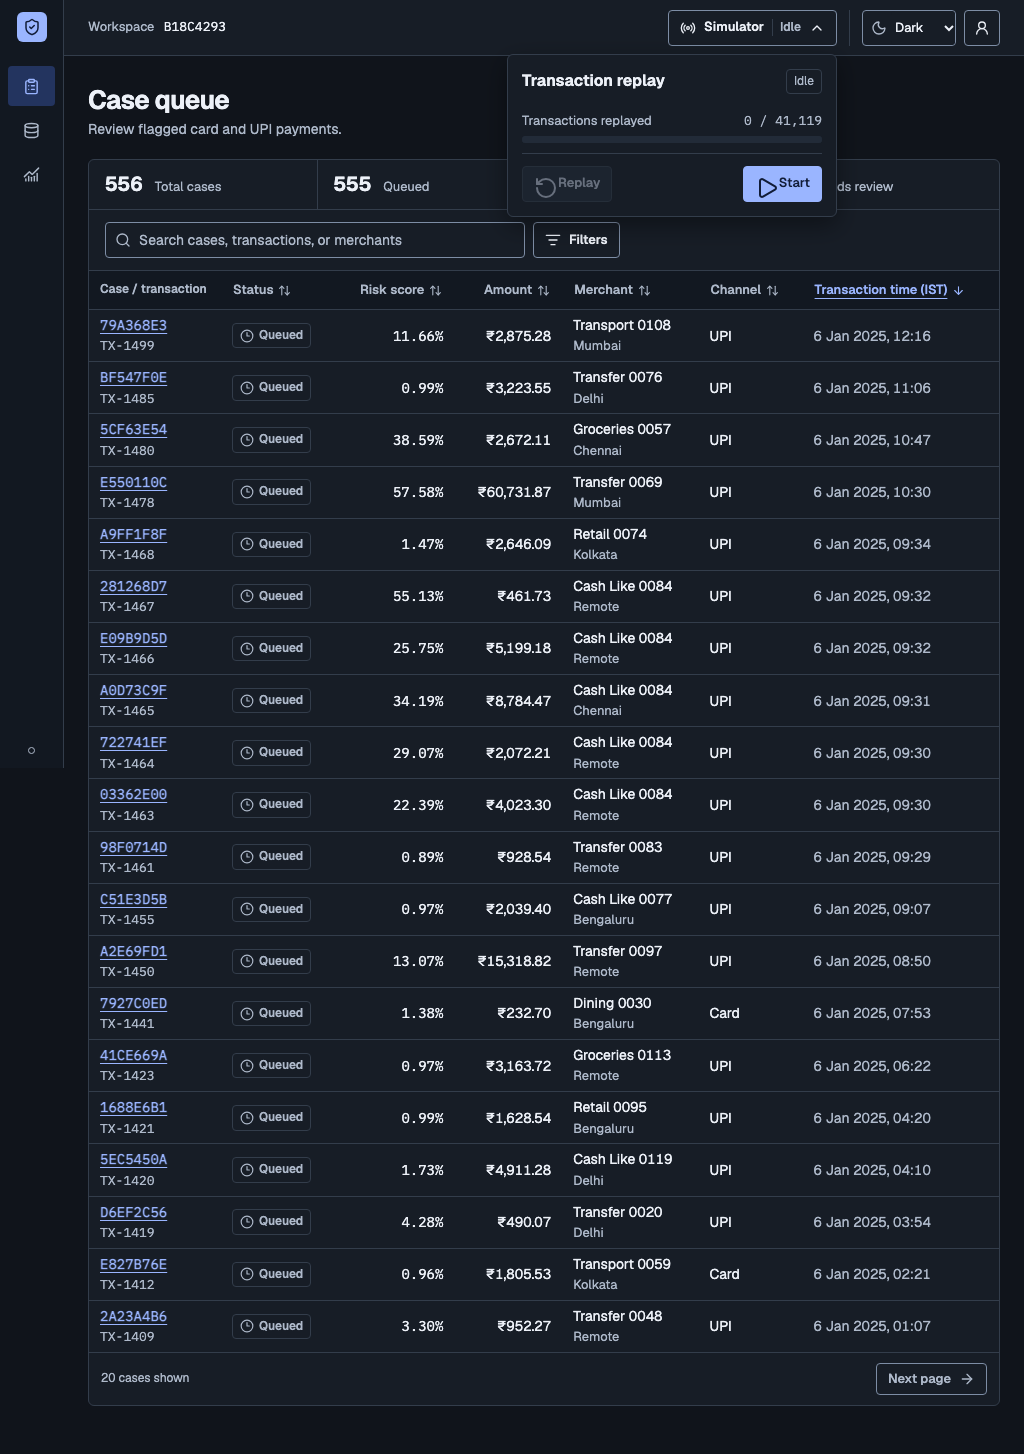 Workspace B18C4293
Simulator Idle
Dark
Case queue
Review flagged card and UPI payments.
Transaction replay Idle
Transactions replayed 0 / 41,119
Replay Start
556 Total cases 555 Queued ds review
Search cases, transactions, or merchants Filters
Case / transaction Status Risk score Amount Merchant Channel Transaction time (IST)
79A368E3 TX-1499 Queued 11.66% ₹2,875.28 Transport 0108 Mumbai UPI 6 Jan 2025, 12:16
BF547F0E TX-1485 Queued 0.99% ₹3,223.55 Transfer 0076 Delhi UPI 6 Jan 2025, 11:06
5CF63E54 TX-1480 Queued 38.59% ₹2,672.11 Groceries 0057 Chennai UPI 6 Jan 2025, 10:47
E550110C TX-1478 Queued 57.58% ₹60,731.87 Transfer 0069 Mumbai UPI 6 Jan 2025, 10:30
A9FF1F8F TX-1468 Queued 1.47% ₹2,646.09 Retail 0074 Kolkata UPI 6 Jan 2025, 09:34
281268D7 TX-1467 Queued 55.13% ₹461.73 Cash Like 0084 Remote UPI 6 Jan 2025, 09:32
E09B9D5D TX-1466 Queued 25.75% ₹5,199.18 Cash Like 0084 Remote UPI 6 Jan 2025, 09:32
A0D73C9F TX-1465 Queued 34.19% ₹8,784.47 Cash Like 0084 Chennai UPI 6 Jan 2025, 09:31
722741EF TX-1464 Queued 29.07% ₹2,072.21 Cash Like 0084 Remote UPI 6 Jan 2025, 09:30
03362E00 TX-1463 Queued 22.39% ₹4,023.30 Cash Like 0084 Remote UPI 6 Jan 2025, 09:30
98F0714D TX-1461 Queued 0.89% ₹928.54 Transfer 0083 Remote UPI 6 Jan 2025, 09:29
C51E3D5B TX-1455 Queued 0.97% ₹2,039.40 Cash Like 0077 Bengaluru UPI 6 Jan 2025, 09:07
A2E69FD1 TX-1450 Queued 13.07% ₹15,318.82 Transfer 0097 Remote UPI 6 Jan 2025, 08:50
7927C0ED TX-1441 Queued 1.38% ₹232.70 Dining 0030 Bengaluru Card 6 Jan 2025, 07:53
41CE669A TX-1423 Queued 0.97% ₹3,163.72 Groceries 0113 Remote UPI 6 Jan 2025, 06:22
1688E6B1 TX-1421 Queued 0.99% ₹1,628.54 Retail 0095 Bengaluru UPI 6 Jan 2025, 04:20
5EC5450A TX-1420 Queued 1.73% ₹4,911.28 Cash Like 0119 Delhi UPI 6 Jan 2025, 04:10
D6EF2C56 TX-1419 Queued 4.28% ₹490.07 Transfer 0020 Delhi UPI 6 Jan 2025, 03:54
E827B76E TX-1412 Queued 0.96% ₹1,805.53 Transport 0059 Kolkata Card 6 Jan 2025, 02:21
2A23A4B6 TX-1409 Queued 3.30% ₹952.27 Transfer 0048 Remote UPI 6 Jan 2025, 01:07
20 cases shown Next page